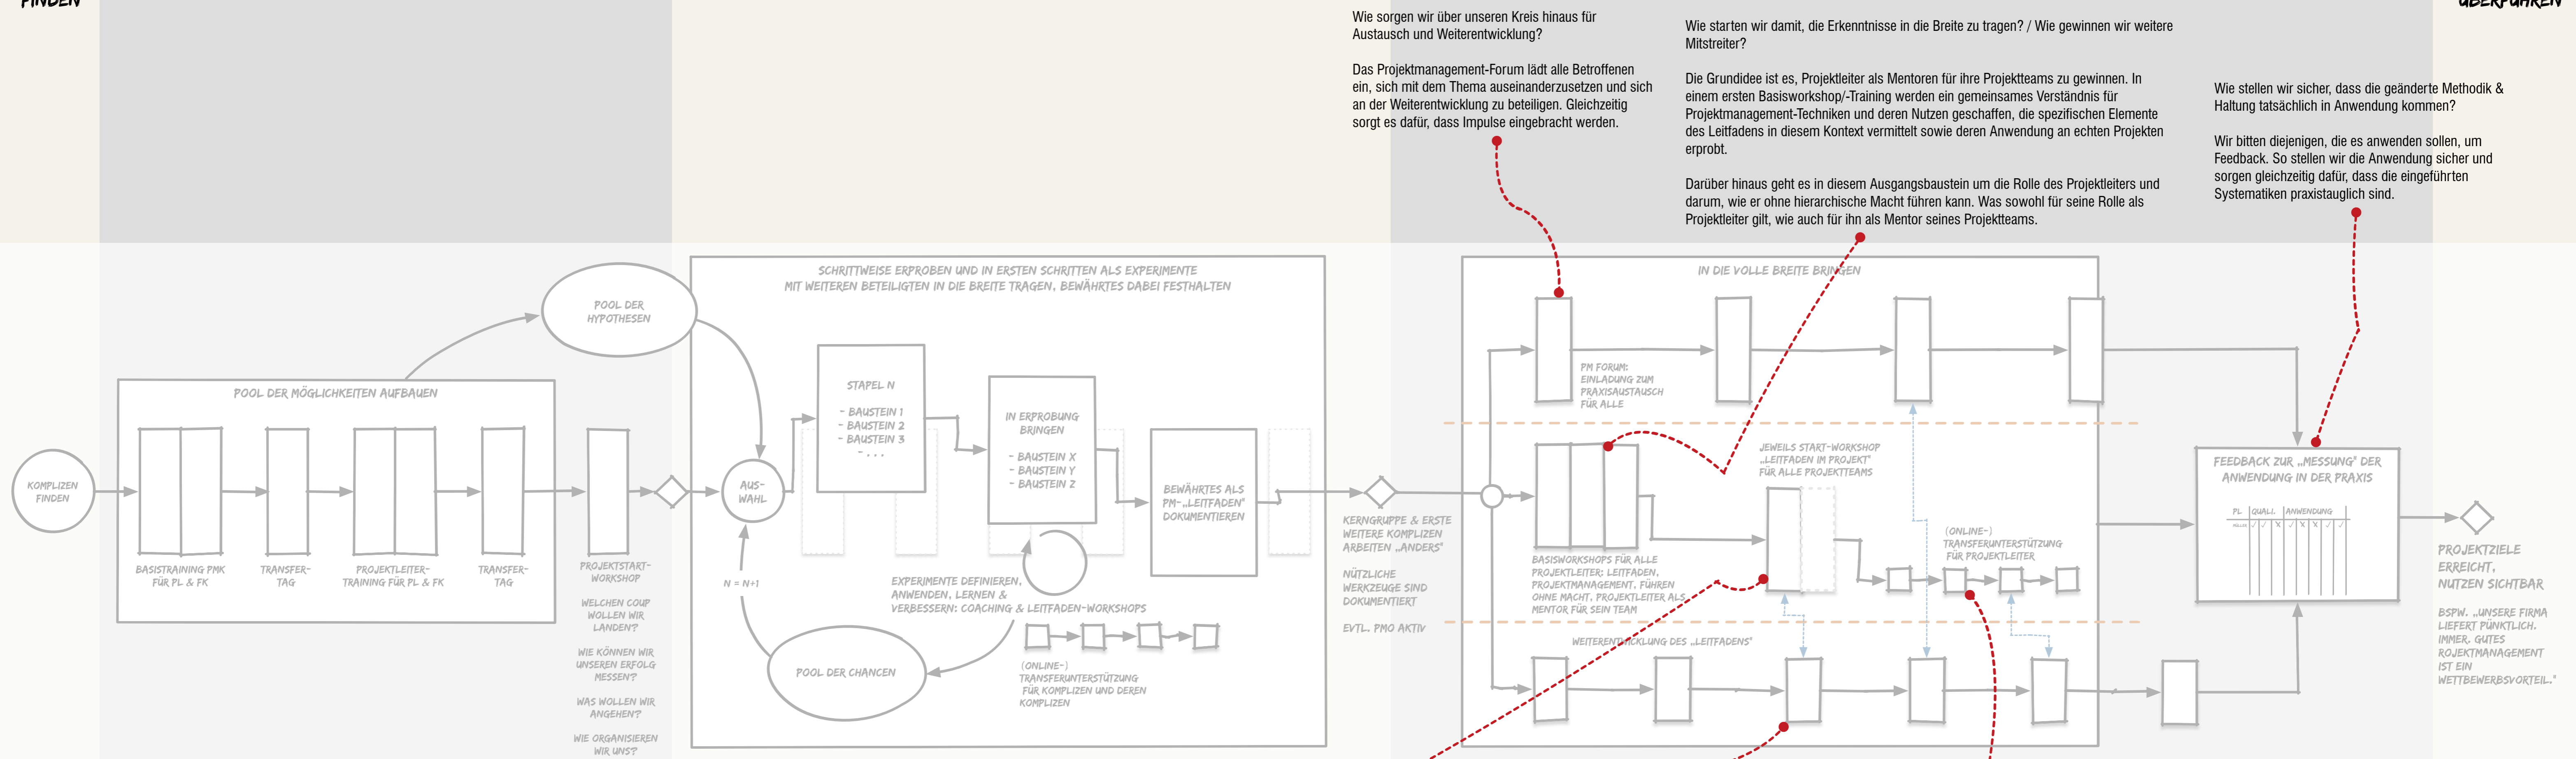 FINDEN
ÜBERFÜHREN
Wie sorgen wir über unseren Kreis hinaus für
Austausch und Weiterentwicklung?
Das Projektmanagement-Forum lädt alle Betroffenen
ein, sich mit dem Thema auseinanderzusetzen und sich
an der Weiterentwicklung zu beteiligen. Gleichzeitig
sorgt es dafür, dass Impulse eingebracht werden.
Wie starten wir damit, die Erkenntnisse in die Breite zu tragen? / Wie gewinnen wir weitere
Mitstreiter?
Die Grundidee ist es, Projektleiter als Mentoren für ihre Projektteams zu gewinnen. In
einem ersten Basisworkshop/-Training werden ein gemeinsames Verständnis für
Projektmanagement-Techniken und deren Nutzen geschaffen, die spezifischen Elemente
des Leitfadens in diesem Kontext vermittelt sowie deren Anwendung an echten Projekten
erprobt.
Darüber hinaus geht es in diesem Ausgangsbaustein um die Rolle des Projektleiters und
darum, wie er ohne hierarchische Macht führen kann. Was sowohl für seine Rolle als
Projektleiter gilt, wie auch für ihn als Mentor seines Projektteams.
Wie stellen wir sicher, dass die geänderte Methodik &
Haltung tatsächlich in Anwendung kommen?
Wir bitten diejenigen, die es anwenden sollen, um
Feedback. So stellen wir die Anwendung sicher und
sorgen gleichzeitig dafür, dass die eingeführten
Systematiken praxistauglich sind.
KOMPLIZEN
FINDEN
POOL DER MÖGLICHKEITEN AUFBAUEN
BASISTRAINING PMK
FÜR PL & FK
TRANSFER-
TAG
PROJEKTLEITER-
TRAINING FÜR PL & FK
TRANSFER-
TAG
POOL DER
HYPOTHESEN
PROJEKTSTART-
WORKSHOP
WELCHEN COUP
WOLLEN WIR
LANDEN?
WIE KÖNNEN WIR
UNSEREN ERFOLG
MESSEN?
WAS WOLLEN WIR
ANGEHEN?
WIE ORGANISIEREN
WIR UNS?
SCHRITTWEISE ERPROBEN UND IN ERSTEN SCHRITTEN ALS EXPERIMENTE
MIT WEITEREN BETEILIGTEN IN DIE BREITE TRAGEN, BEWÄHRTES DABEI FESTHALTEN
AUS-
WAHL
STAPEL N
- BAUSTEIN 1
- BAUSTEIN 2
- BAUSTEIN 3
- . . .
IN ERPROBUNG
BRINGEN
- BAUSTEIN X
- BAUSTEIN Y
- BAUSTEIN Z
BEWÄHRTES ALS
PM-„LEITFADEN"
DOKUMENTIEREN
N = N+1
EXPERIMENTE DEFINIEREN,
ANWENDEN, LERNEN &
VERBESSERN: COACHING & LEITFADEN-WORKSHOPS
POOL DER CHANCEN
(ONLINE-)
TRANSFERUNTERSTÜTZUNG
FÜR KOMPLIZEN UND DEREN
KOMPLIZEN
KERNGRUPPE & ERSTE
WEITERE KOMPLIZEN
ARBEITEN „ANDERS"
NÜTZLICHE
WERKZEUGE SIND
DOKUMENTIERT
EVTL. PMO AKTIV
IN DIE VOLLE BREITE BRINGEN
PM FORUM:
EINLADUNG ZUM
PRAXISAUSTAUSCH
FÜR ALLE
BASISWORKSHOPS FÜR ALLE
PROJEKTLEITER: LEITFADEN,
PROJEKTMANAGEMENT, FÜHREN
OHNE MACHT, PROJEKTLEITER ALS
MENTOR FÜR SEIN TEAM
JEWEILS START-WORKSHOP
„LEITFADEN IM PROJEKT"
FÜR ALLE PROJEKTTEAMS
(ONLINE-)
TRANSFERUNTERSTÜTZUNG
FÜR PROJEKTLEITER
WEITERENTWICKLUNG DES „LEITFADENS"
FEEDBACK ZUR „MESSUNG" DER
ANWENDUNG IN DER PRAXIS
PL QUALI. ANWENDUNG
PROJEKTZIELE
ERREICHT,
NUTZEN SICHTBAR
BSPW. „UNSERE FIRMA
LIEFERT PÜNKTLICH.
IMMER. GUTES
ROJEKTMANAGEMENT
IST EIN
WETTBEWERBSVORTEIL."